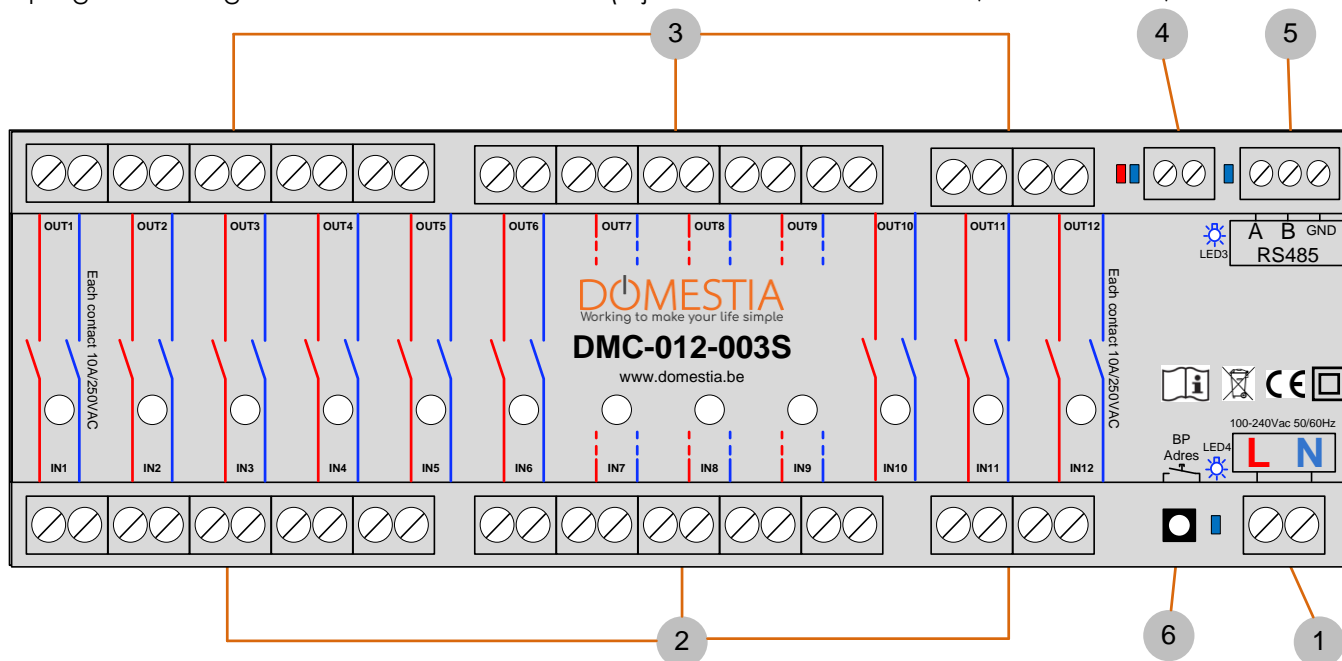 3 4 5
OUT1 OUT2 OUT3 OUT4 OUT5 OUT6 OUT7 OUT8 OUT9 OUT10 OUT11 OUT12
A B GND
LED3 RS485
Each contact 10A/250VAC
DOMESTIA
Working to make your life simple
DMC-012-003S
www.domestia.be
Each contact 10A/250VAC
i CE
100-240Vac 50/60Hz
BP
Adres LED4 L N
IN1 IN2 IN3 IN4 IN5 IN6 IN7 IN8 IN9 IN10 IN11 IN12
2 6 1